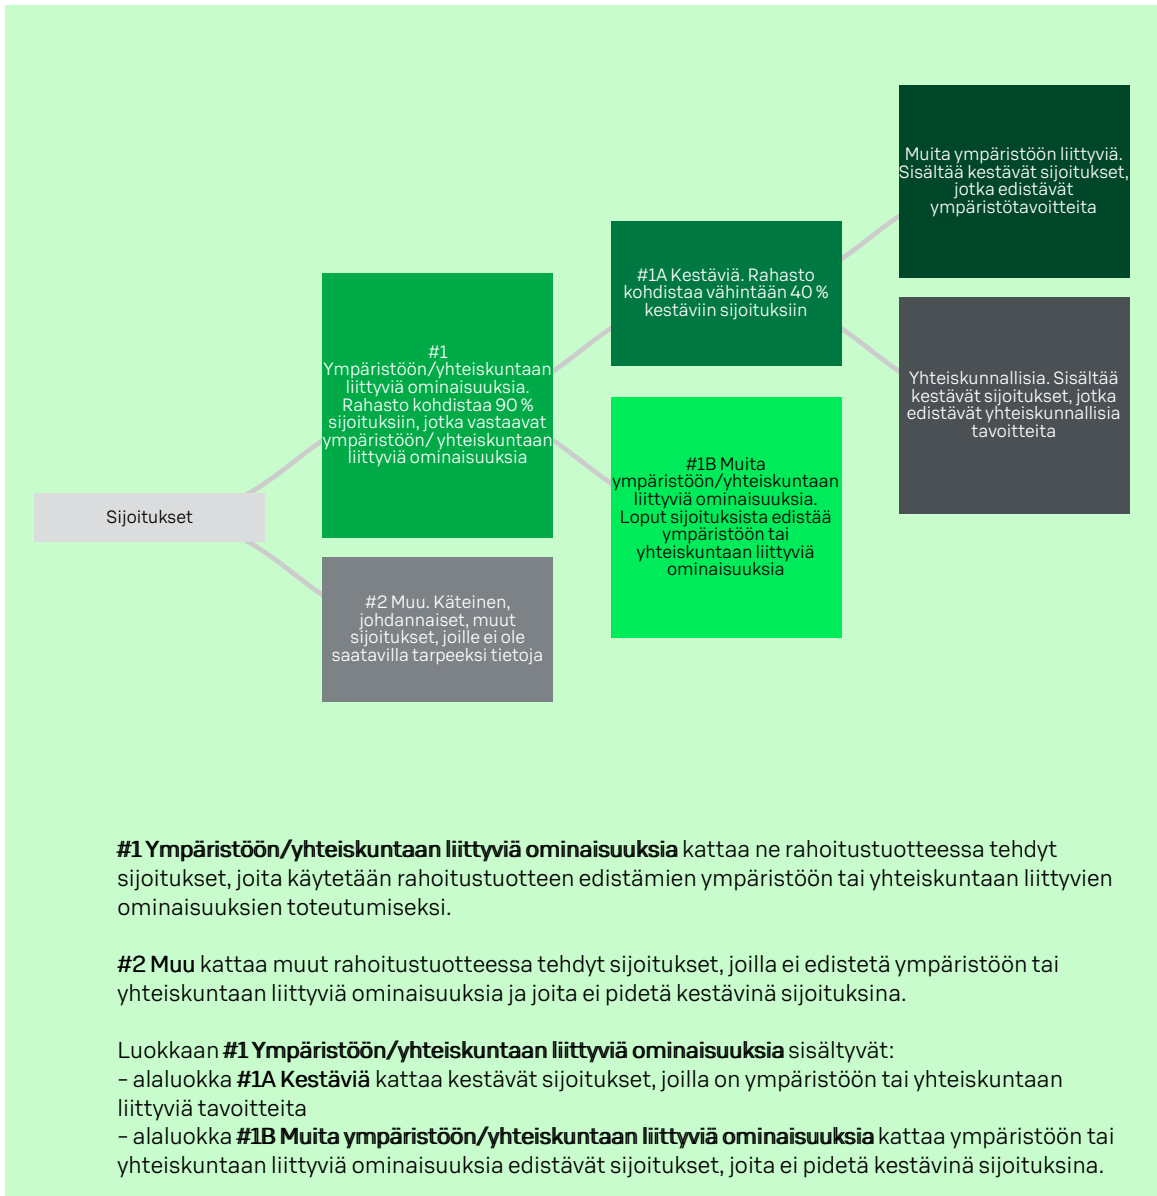 Sijoitukset
#1
Ympäristöön/yhteiskuntaan
liittyviä ominaisuuksia.
Rahasto kohdistaa 90 %
sijoituksiin, jotka vastaavat
ympäristöön/ yhteiskuntaan
liittyviä ominaisuuksia
#2 Muu. Käteinen,
johdannaiset, muut
sijoitukset, joille ei ole
saatavilla tarpeeksi tietoja
#1A Kestäviä. Rahasto
kohdistaa vähintään 40 %
kestäviin sijoituksiin
#1B Muita
ympäristöön/yhteiskuntaan
liittyviä ominaisuuksia.
Loput sijoituksista edistää
ympäristöön tai
yhteiskuntaan liittyviä
ominaisuuksia
Muita ympäristöön liittyviä.
Sisältää kestävät sijoitukset,
jotka edistävät
ympäristötavoitteita
Yhteiskunnallisia. Sisältää
kestävät sijoitukset, jotka
edistävät yhteiskunnallisia
tavoitteita
#1 Ympäristöön/yhteiskuntaan liittyviä ominaisuuksia kattaa ne rahoitustuotteessa tehdyt
sijoitukset, joita käytetään rahoitustuotteen edistämien ympäristöön tai yhteiskuntaan liittyvien
ominaisuuksien toteutumiseksi.
#2 Muu kattaa muut rahoitustuotteessa tehdyt sijoitukset, joilla ei edistetä ympäristöön tai
yhteiskuntaan liittyviä ominaisuuksia ja joita ei pidetä kestävinä sijoituksina.
Luokkaan #1 Ympäristöön/yhteiskuntaan liittyviä ominaisuuksia sisältyvät:
- alaluokka #1A Kestäviä kattaa kestävät sijoitukset, joilla on ympäristöön tai yhteiskuntaan
liittyviä tavoitteita
- alaluokka #1B Muita ympäristöön/yhteiskuntaan liittyviä ominaisuuksia kattaa ympäristöön tai
yhteiskuntaan liittyviä ominaisuuksia edistävät sijoitukset, joita ei pidetä kestävinä sijoituksina.